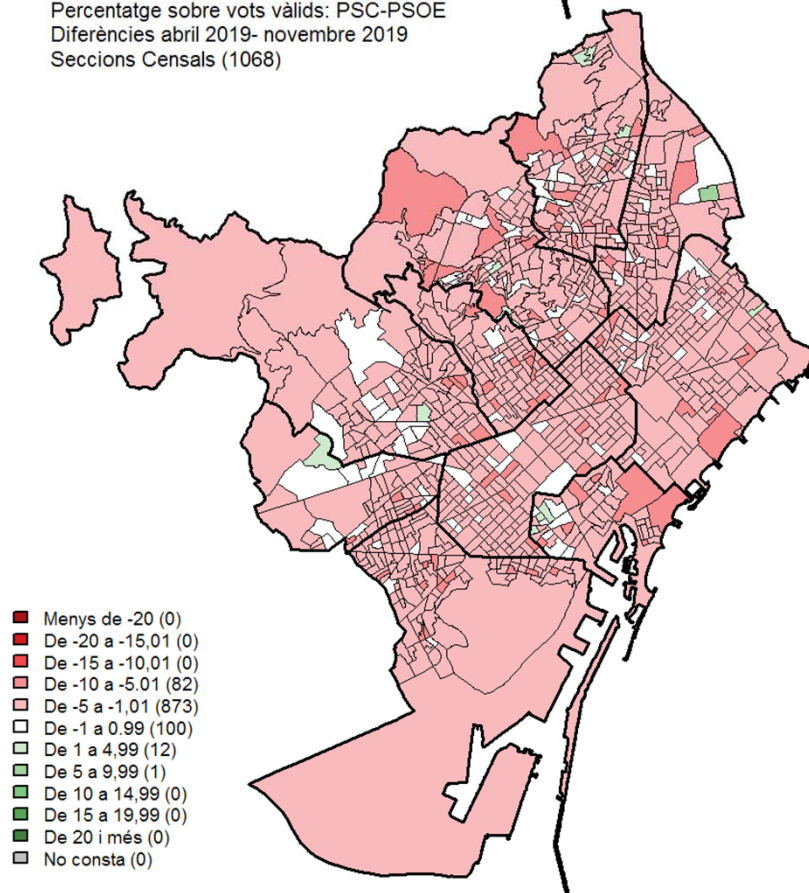 Percentatge sobre vots vàlids: PSC-PSOE
Diferències abril 2019- novembre 2019
Seccions Censals (1068)
Menys de -20 (0)
De -20 a -15,01 (0)
De -15 a -10,01 (0)
De -10 a -5.01 (82)
De -5 a -1,01 (873)
De -1 a 0.99 (100)
De 1 a 4,99 (12)
De 5 a 9,99 (1)
De 10 a 14,99 (0)
De 15 a 19,99 (0)
De 20 i més (0)
No consta (0)